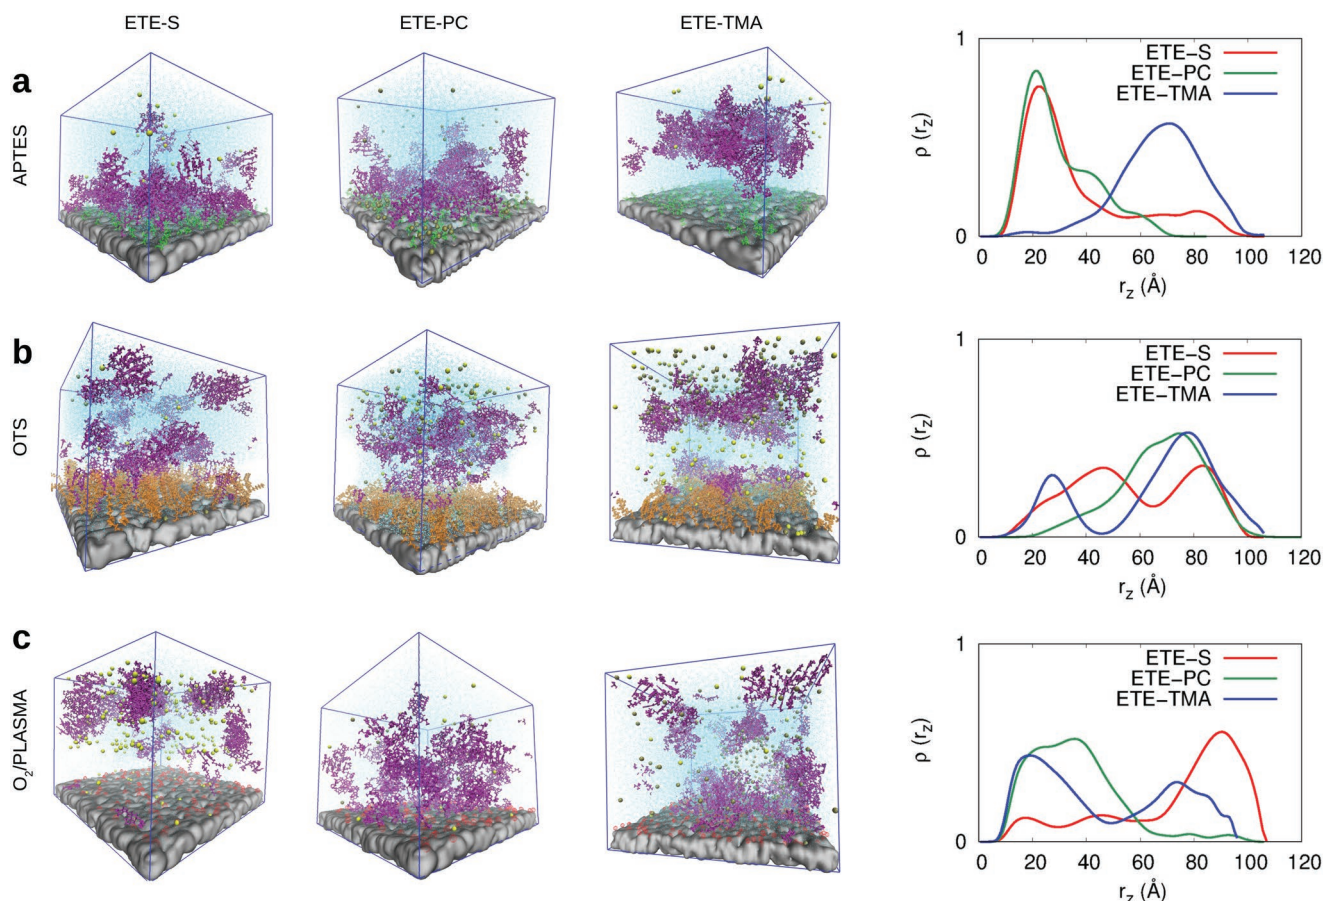 ETE-S
ETE-PC
ETE-TMA
a
APTES
1
ρ (r_z)
0
ETE-S
ETE-PC
ETE-TMA
0 20 40 60 80 100 120
r_z (Å)
b
OTS
1
ρ (r_z)
0
ETE-S
ETE-PC
ETE-TMA
0 20 40 60 80 100 120
r_z (Å)
c
O₂/PLASMA
1
ρ (r_z)
0
ETE-S
ETE-PC
ETE-TMA
0 20 40 60 80 100 120
r_z (Å)